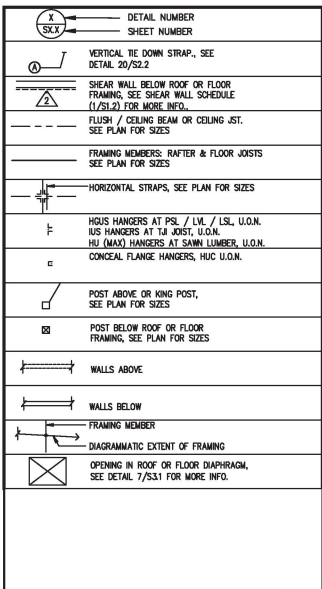 X DETAIL NUMBER
SX.X SHEET NUMBER
VERTICAL TIE DOWN STRAP., SEE
A DETAIL 20/S2.2
SHEAR WALL BELOW ROOF OR FLOOR
FRAMING, SEE SHEAR WALL SCHEDULE
2 (1/S1.2) FOR MORE INFO..
FLUSH / CEILING BEAM OR CEILING JST.
SEE PLAN FOR SIZES
FRAMING MEMBERS: RAFTER & FLOOR JOISTS
SEE PLAN FOR SIZES
HORIZONTAL STRAPS, SEE PLAN FOR SIZES
HGUS HANGERS AT PSL / LVL / LSL, U.O.N.
IUS HANGERS AT TJI JOIST, U.O.N.
HU (MAX) HANGERS AT SAWN LUMBER, U.O.N.
CONCEAL FLANGE HANGERS, HUC U.O.N.
POST ABOVE OR KING POST,
SEE PLAN FOR SIZES
POST BELOW ROOF OR FLOOR
FRAMING, SEE PLAN FOR SIZES
WALLS ABOVE
WALLS BELOW
FRAMING MEMBER
DIAGRAMMATIC EXTENT OF FRAMING
OPENING IN ROOF OR FLOOR DIAPHRAGM,
SEE DETAIL 7/S3.1 FOR MORE INFO.